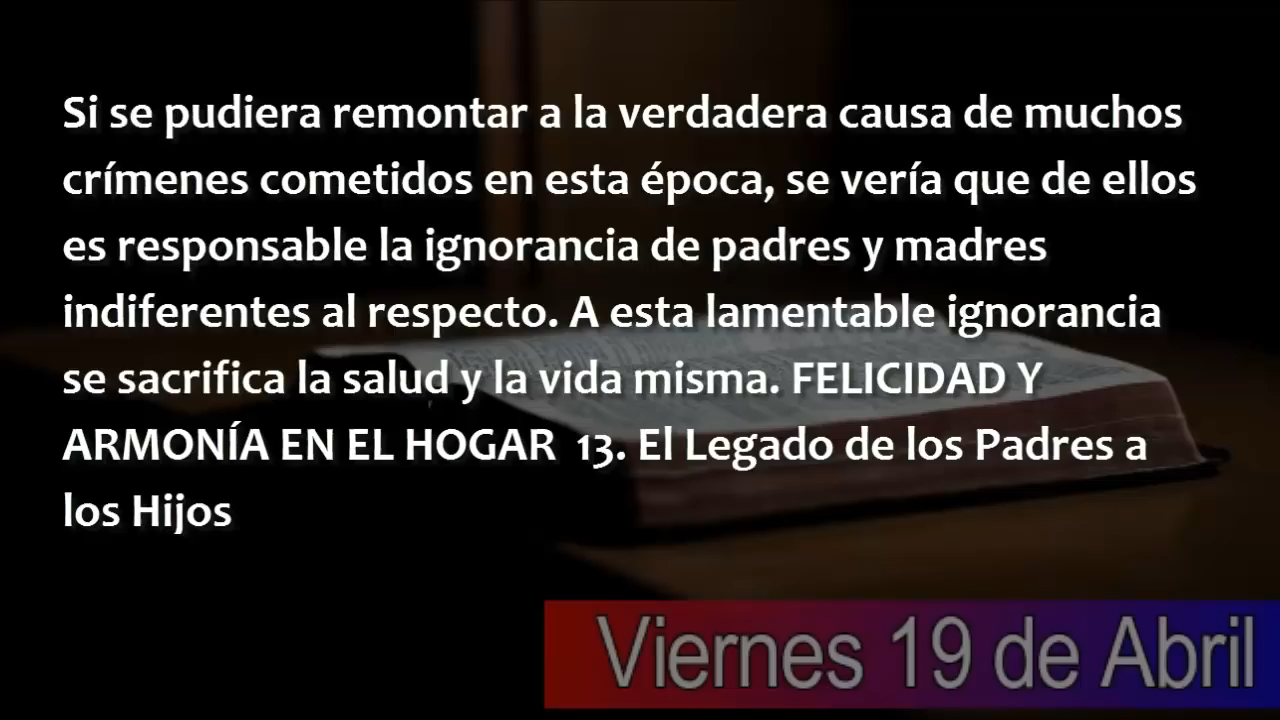 Si se pudiera remontar a la verdadera causa de muchos
crímenes cometidos en esta época, se vería que de ellos
es responsable la ignorancia de padres y madres
indiferentes al respecto. A esta lamentable ignorancia
se sacrifica la salud y la vida misma. FELICIDAD Y
ARMONÍA EN EL HOGAR 13. El Legado de los Padres a
los Hijos
Viernes 19 de Abril